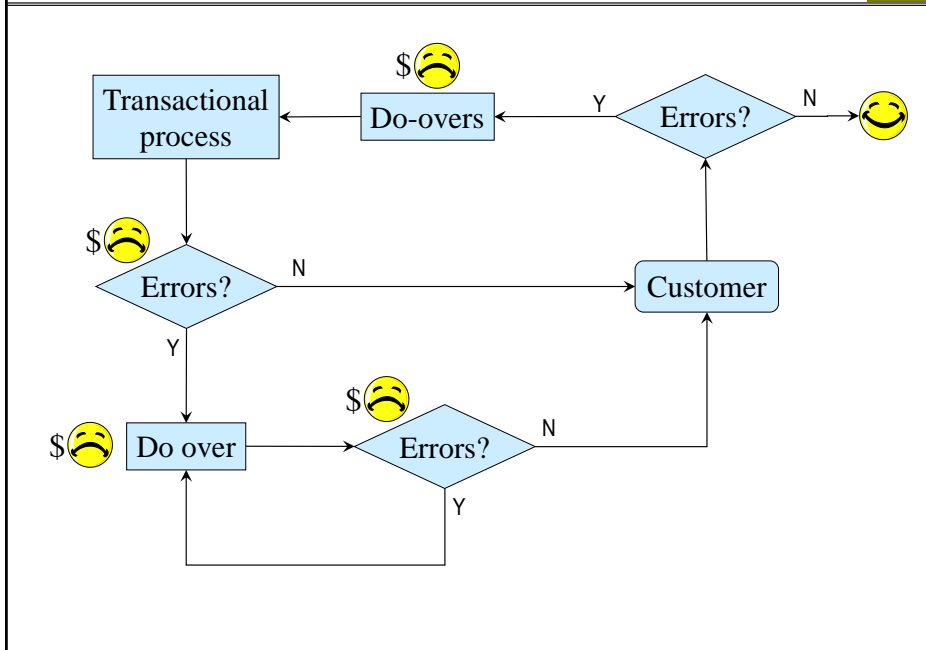 $
Transactional
process
Do-overs
Y
Errors?
N
$
Errors?
N
Customer
Y
$
$
Do over
Errors?
N
Y